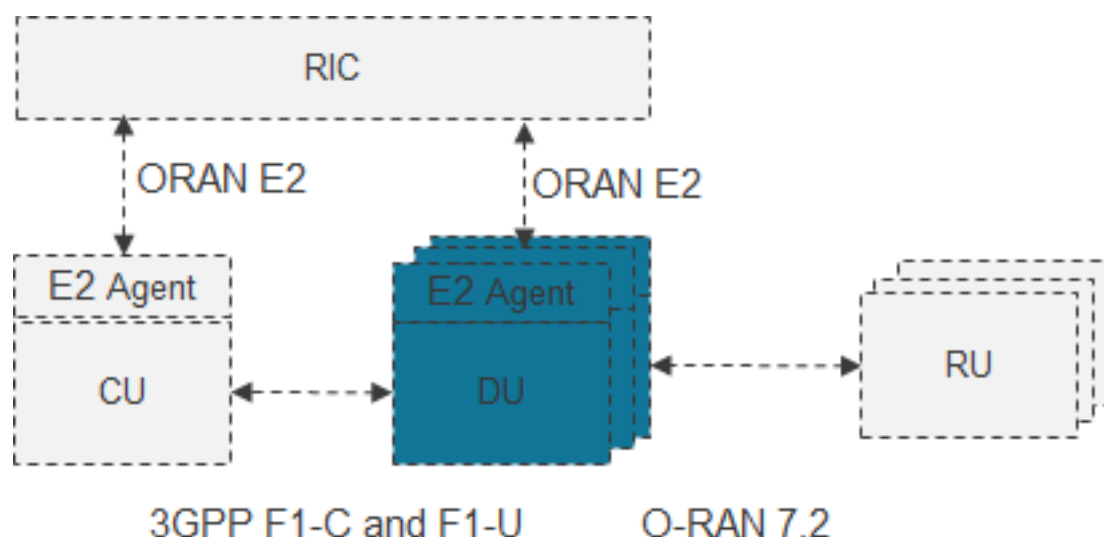 RIC
ORAN E2
ORAN E2
E2 Agent
E2 Agent
CU
DU
RU
3GPP F1-C and F1-U
O-RAN 7.2